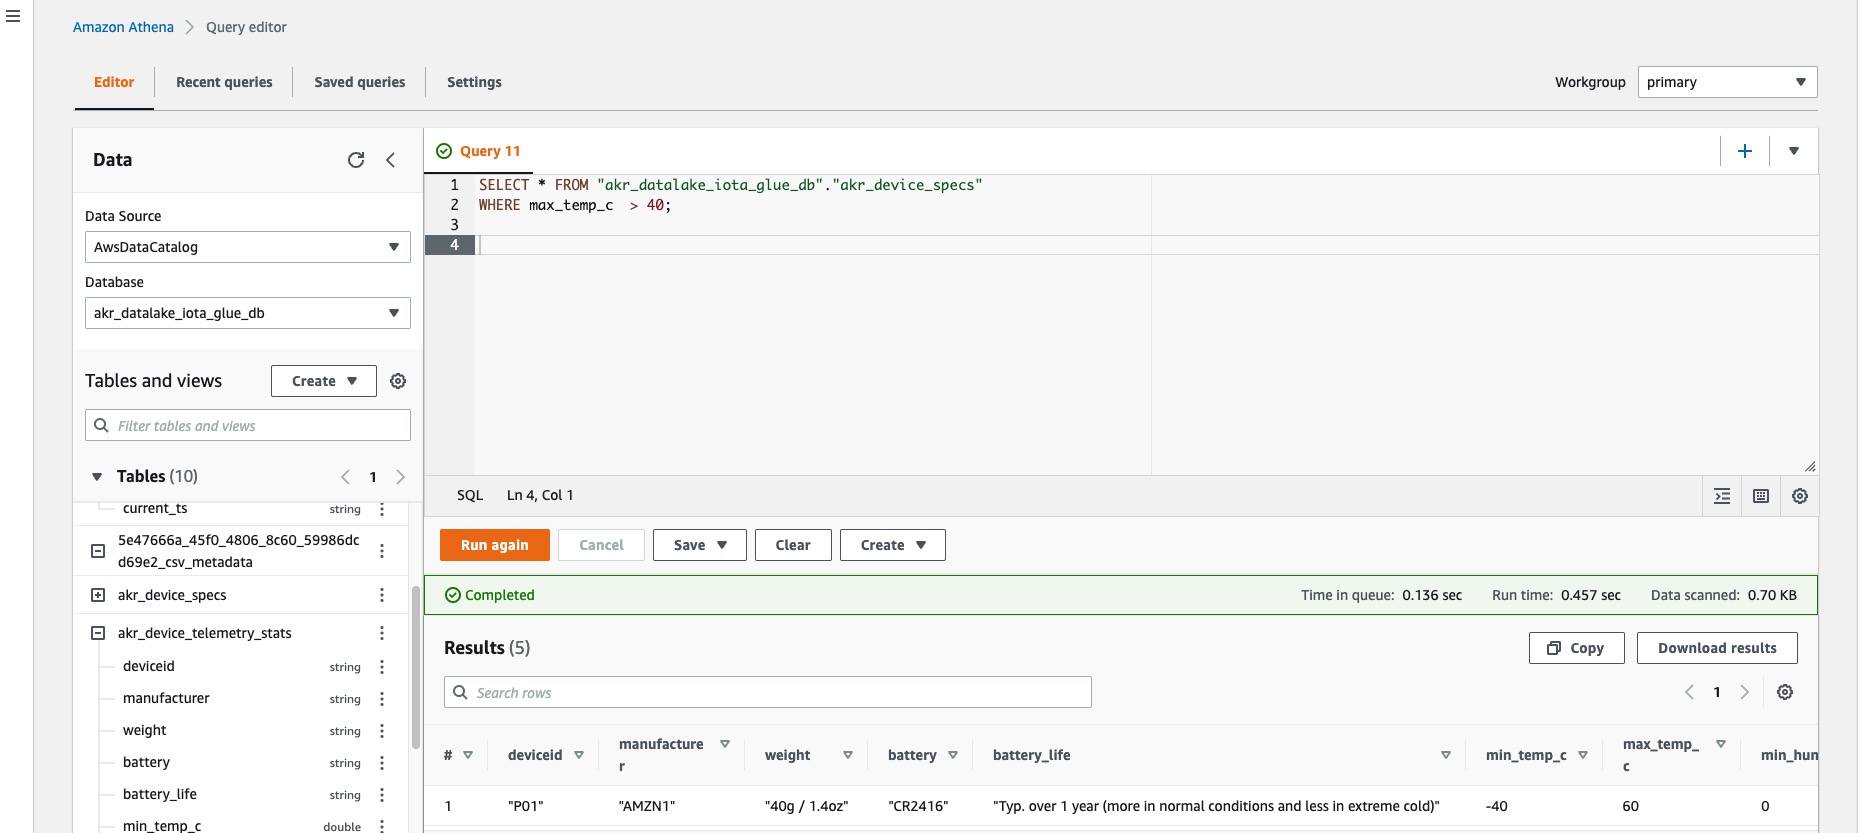 Amazon Athena > Query editor
Editor
Recent queries
Saved queries
Settings
Workgroup
primary
Data
Data Source
AwsDataCatalog
Database
akr_datalake_iota_glue_db
Tables and views
Create
Filter tables and views
Tables (10)
1
current_ts string
5e47666a_45f0_4806_8c60_59986dc
d69e2_csv_metadata
akr_device_specs
akr_device_telemetry_stats
deviceid string
manufacturer string
weight string
battery string
battery_life string
min_temp_c double
Query 11
1 SELECT * FROM "akr_datalake_iota_glue_db"."akr_device_specs"
2 WHERE max_temp_c  > 40;
3
4
SQL Ln 4, Col 1
Run again
Cancel
Save
Clear
Create
Completed
Time in queue: 0.136 sec
Run time: 0.457 sec
Data scanned: 0.70 KB
Results (5)
Copy
Download results
Search rows
1
#
deviceid
manufacture
r
weight
battery
battery_life
min_temp_c
max_temp_
c
min_hun
1 "P01" "AMZN1" "40g / 1.4oz" "CR2416" "Typ. over 1 year (more in normal conditions and less in extreme cold)" -40 60 0